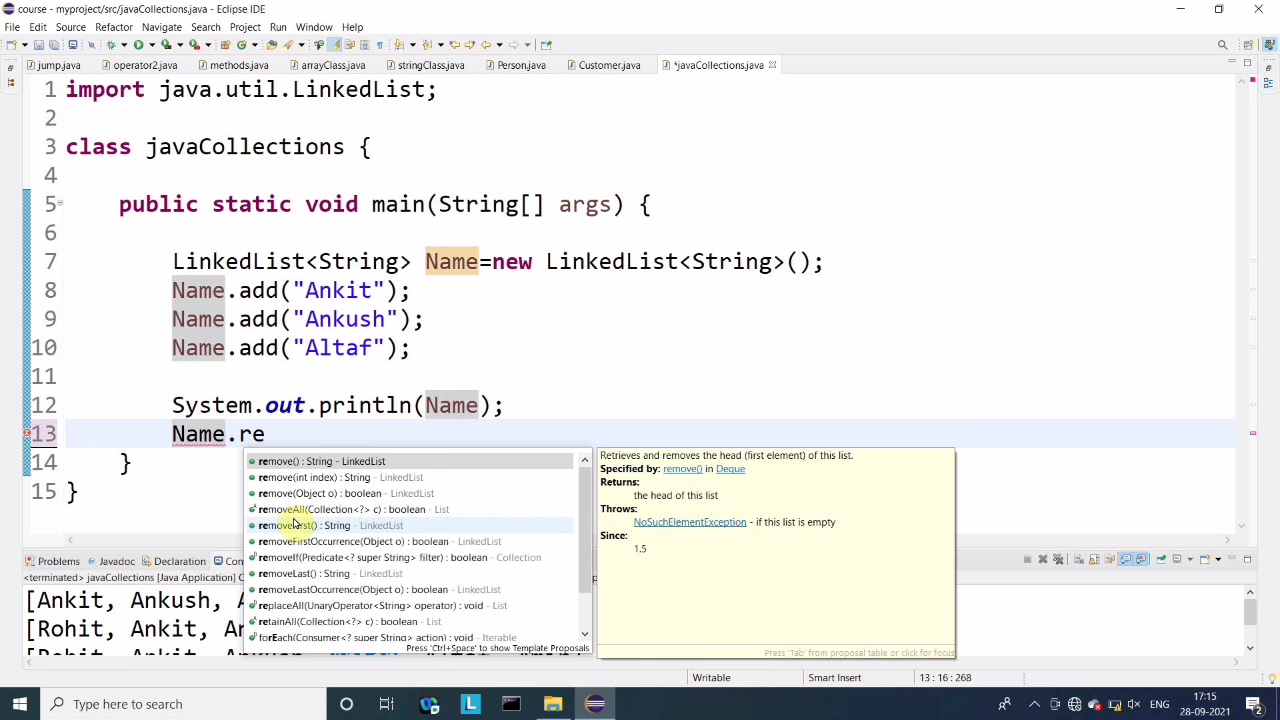 course - myproject/src/javaCollections.java - Eclipse IDE
File Edit Source Refactor Navigate Search Project Run Window Help
jump.java operator2.java methods.java arrayClass.java stringClass.java Person.java Customer.java *javaCollections.java
1 import java.util.LinkedList;
2
3 class javaCollections {
4
5 public static void main(String[] args) {
6
7 LinkedList<String> Name=new LinkedList<String>();
8 Name.add("Ankit");
9 Name.add("Ankush");
10 Name.add("Altaf");
11
12 System.out.println(Name);
13 Name.re
14 }
15 }
remove() : String - LinkedList
remove(int index) : String - LinkedList
remove(Object o) : boolean - LinkedList
removeAll(Collection<?> c) : boolean - List
removeFirst() : String - LinkedList
removeFirstOccurrence(Object o) : boolean - LinkedList
removeIf(Predicate<? super String> filter) : boolean - Collection
removeLast() : String - LinkedList
removeLastOccurrence(Object o) : boolean - LinkedList
replaceAll(UnaryOperator<String> operator) : void - List
retainAll(Collection<?> c) : boolean - List
forEach(Consumer<? super String> action) : void - Iterable
Press 'Ctrl+Space' to show Template Proposals
Retrieves and removes the head (first element) of this list.
Specified by: remove() in Deque
Returns:
the head of this list
Throws:
NoSuchElementException - if this list is empty
Since:
1.5
Press 'Tab' from proposal table or click for focus
Problems Javadoc Declaration
<terminated> javaCollections [Java Application]
[Ankit, Ankush,
[Rohit, Ankit,
Writable Smart Insert 13 : 16 : 268
Type here to search
17:15
28-09-2021
2